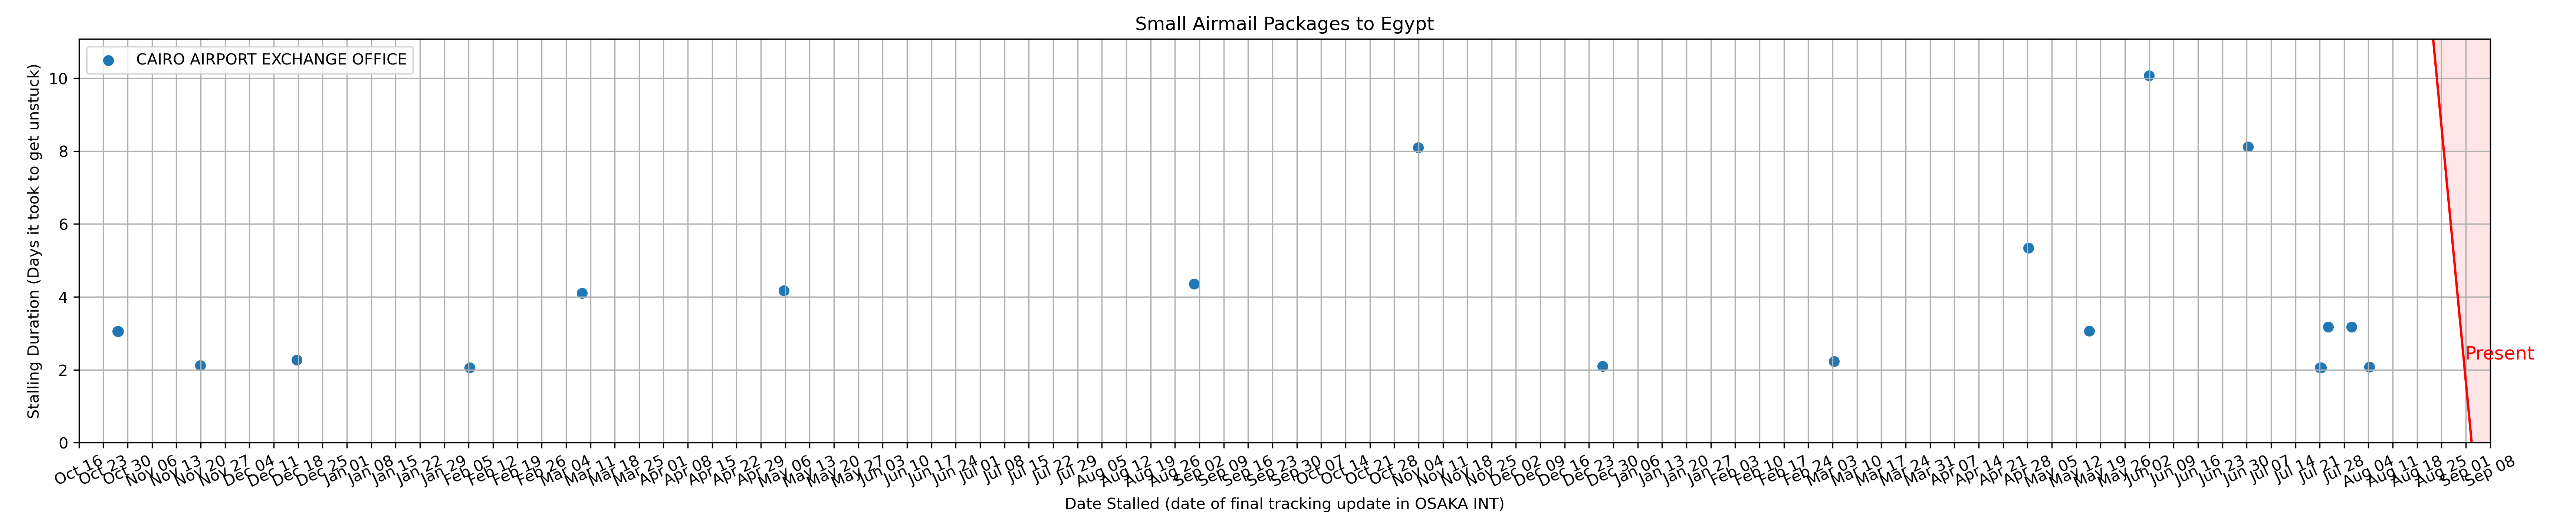 Small Airmail Packages to Egypt
CAIRO AIRPORT EXCHANGE OFFICE
Stalling Duration (Days it took to get unstuck)
10
8
6
4
2
0
Present
Oct 16 Oct 23 Oct 30 Nov 06 Nov 13 Nov 20 Nov 27 Dec 04 Dec 11 Dec 18 Dec 25 Jan 01 Jan 08 Jan 15 Jan 22 Jan 29 Feb 05 Feb 12 Feb 19 Feb 26 Mar 04 Mar 11 Mar 18 Mar 25 Apr 01 Apr 08 Apr 15 Apr 22 Apr 29 May 06 May 13 May 20 May 27 Jun 03 Jun 10 Jun 17 Jun 24 Jul 01 Jul 08 Jul 15 Jul 22 Jul 29 Aug 05 Aug 12 Aug 19 Aug 26 Sep 02 Sep 09 Sep 16 Sep 23 Sep 30 Oct 07 Oct 14 Oct 21 Oct 28 Nov 04 Nov 11 Nov 18 Nov 25 Dec 02 Dec 09 Dec 16 Dec 23 Dec 30 Jan 06 Jan 13 Jan 20 Jan 27 Feb 03 Feb 10 Feb 17 Feb 24 Mar 03 Mar 10 Mar 17 Mar 24 Mar 31 Apr 07 Apr 14 Apr 21 Apr 28 May 05 May 12 May 19 May 26 Jun 02 Jun 09 Jun 16 Jun 23 Jun 30 Jul 07 Jul 14 Jul 21 Jul 28 Aug 04 Aug 11 Aug 18 Aug 25 Sep 01 Sep 08
Date Stalled (date of final tracking update in OSAKA INT)